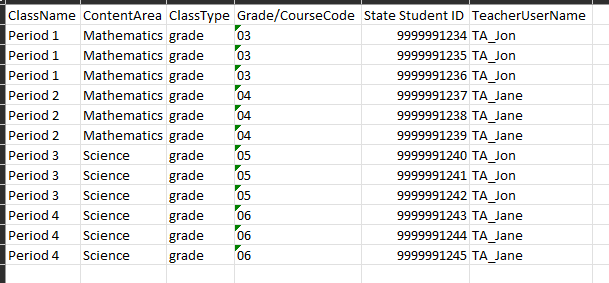 ClassName ContentArea ClassType Grade/CourseCode State Student ID TeacherUserName
Period 1 Mathematics grade 03 9999991234 TA_Jon
Period 1 Mathematics grade 03 9999991235 TA_Jon
Period 1 Mathematics grade 03 9999991236 TA_Jon
Period 2 Mathematics grade 04 9999991237 TA_Jane
Period 2 Mathematics grade 04 9999991238 TA_Jane
Period 2 Mathematics grade 04 9999991239 TA_Jane
Period 3 Science grade 05 9999991240 TA_Jon
Period 3 Science grade 05 9999991241 TA_Jon
Period 3 Science grade 05 9999991242 TA_Jon
Period 4 Science grade 06 9999991243 TA_Jane
Period 4 Science grade 06 9999991244 TA_Jane
Period 4 Science grade 06 9999991245 TA_Jane